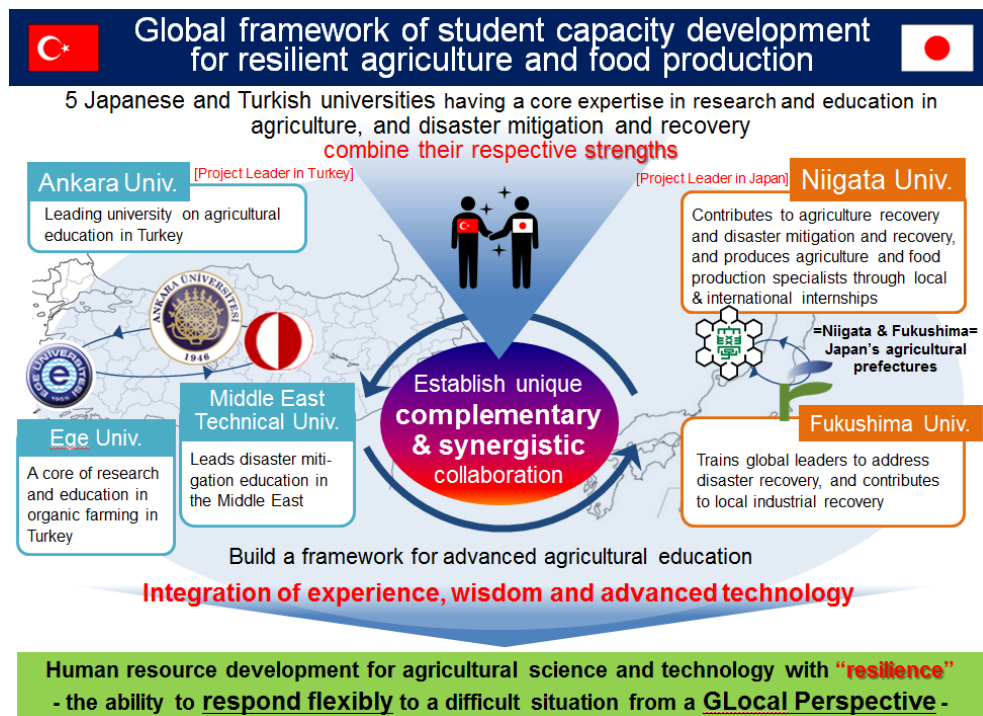 Global framework of student capacity development
for resilient agriculture and food production
5 Japanese and Turkish universities having a core expertise in research and education in
agriculture, and disaster mitigation and recovery
combine their respective strengths
Ankara Univ.
[Project Leader in Turkey]
Leading university on agricultural
education in Turkey
[Project Leader in Japan]
Niigata Univ.
Contributes to agriculture recovery
and disaster mitigation and recovery,
and produces agriculture and food
production specialists through local
& international internships
ANKARA ÜNİVERSİTESİ
1946
EGE ÜNİVERSİTESİ
e
1955
=Niigata & Fukushima=
Japan's agricultural
prefectures
Establish unique
complementary
& synergistic
collaboration
Middle East
Technical Univ.
Leads disaster miti-
gation education in
the Middle East
Ege Univ.
A core of research
and education in
organic farming in
Turkey
Fukushima Univ.
Trains global leaders to address
disaster recovery, and contributes
to local industrial recovery
Build a framework for advanced agricultural education
Integration of experience, wisdom and advanced technology
Human resource development for agricultural science and technology with “resilience”
- the ability to respond flexibly to a difficult situation from a GLocal Perspective -